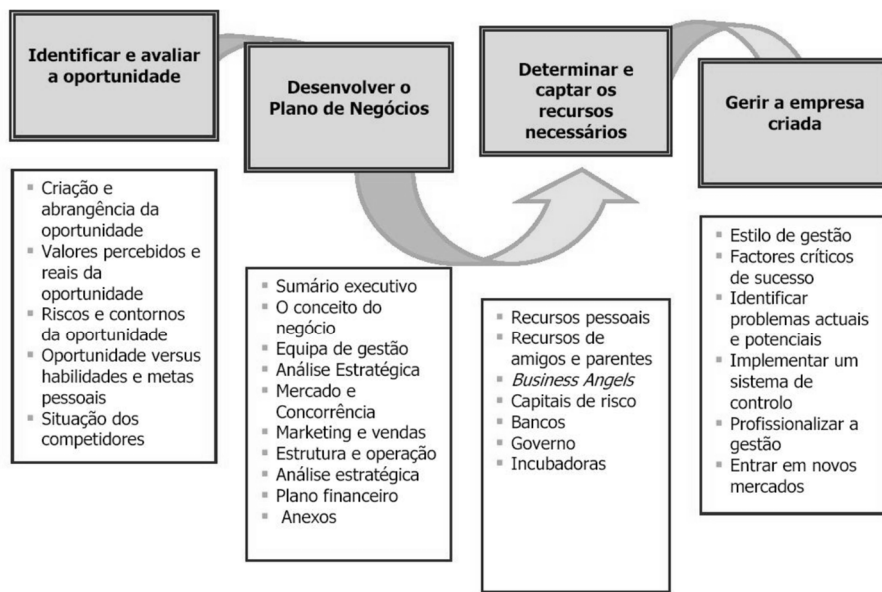 Identificar e avaliar
a oportunidade
Criação e
abrangência da
oportunidade
Valores percebidos e
reais da
oportunidade
Riscos e contornos
da oportunidade
Oportunidade versus
habilidades e metas
pessoais
Situação dos
competidores
Desenvolver o
Plano de Negócios
Sumário executivo
O conceito do
negócio
Equipa de gestão
Análise Estratégica
Mercado e
Concorrência
Marketing e vendas
Estrutura e operação
Análise estratégica
Plano financeiro
Anexos
Determinar e
captar os
recursos
necessários
Recursos pessoais
Recursos de
amigos e parentes
Business Angels
Capitais de risco
Bancos
Governo
Incubadoras
Gerir a empresa
criada
Estilo de gestão
Factores críticos
de sucesso
Identificar
problemas actuais
e potenciais
Implementar um
sistema de
controlo
Profissionalizar a
gestão
Entrar em novos
mercados